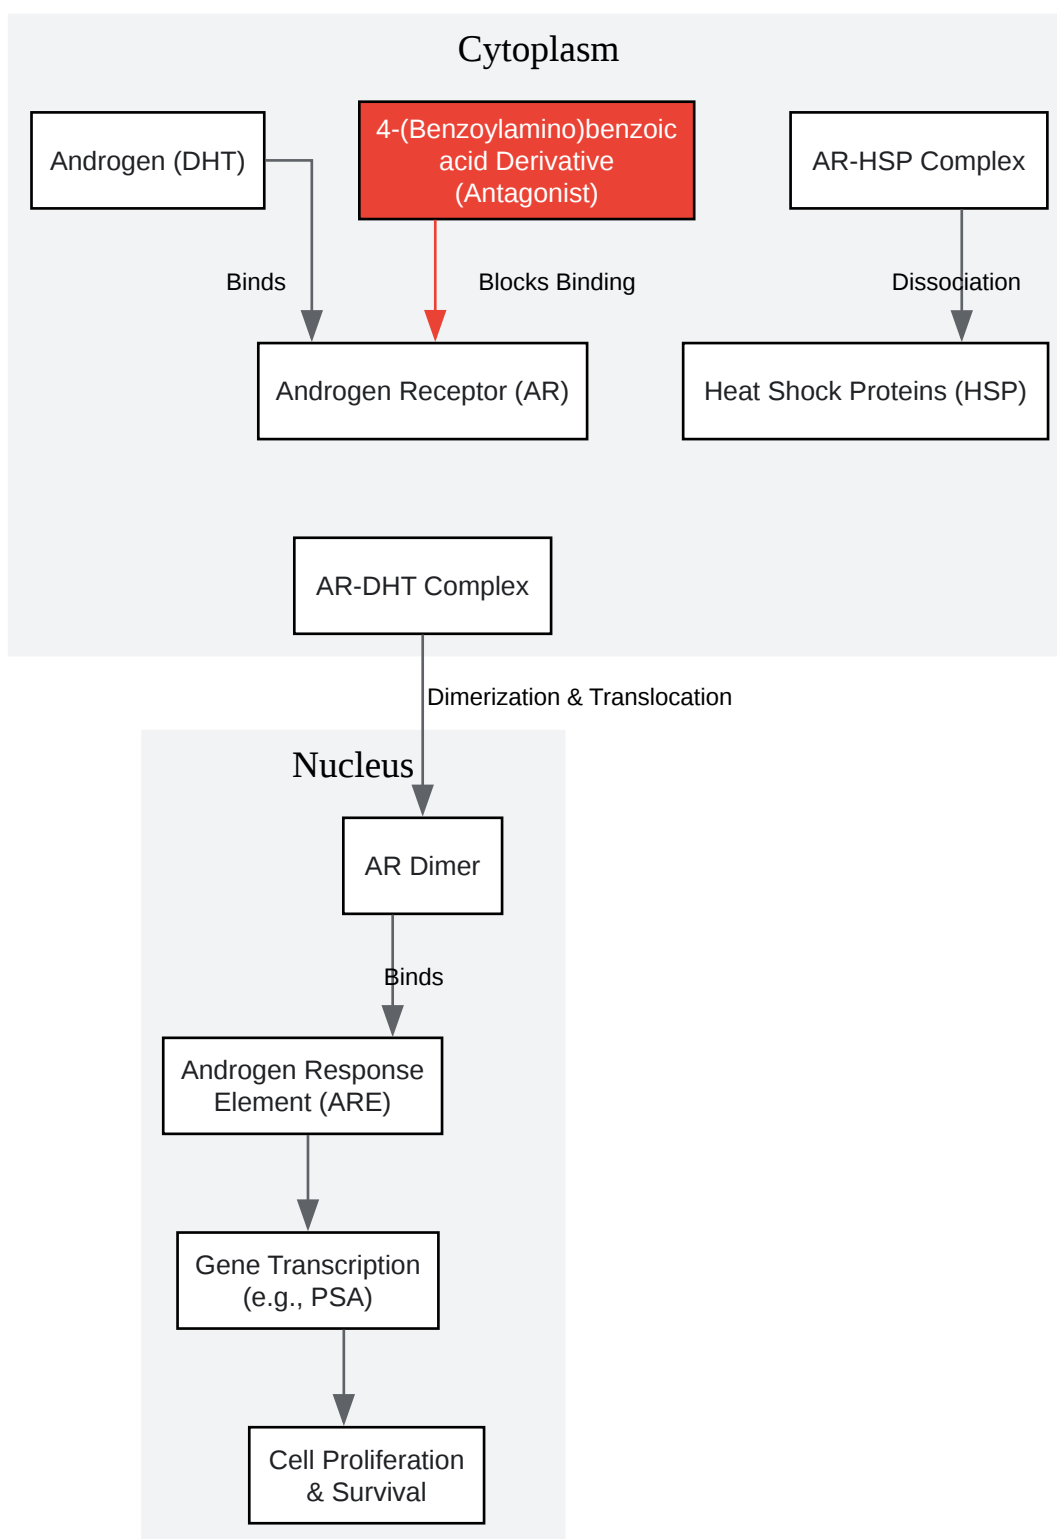 Cytoplasm
Androgen (DHT)
4-(Benzoylamino)benzoic
acid Derivative
(Antagonist)
AR-HSP Complex
Binds
Blocks Binding
Dissociation
Androgen Receptor (AR)
Heat Shock Proteins (HSP)
AR-DHT Complex
Dimerization & Translocation
Nucleus
AR Dimer
Binds
Androgen Response
Element (ARE)
Gene Transcription
(e.g., PSA)
Cell Proliferation
& Survival